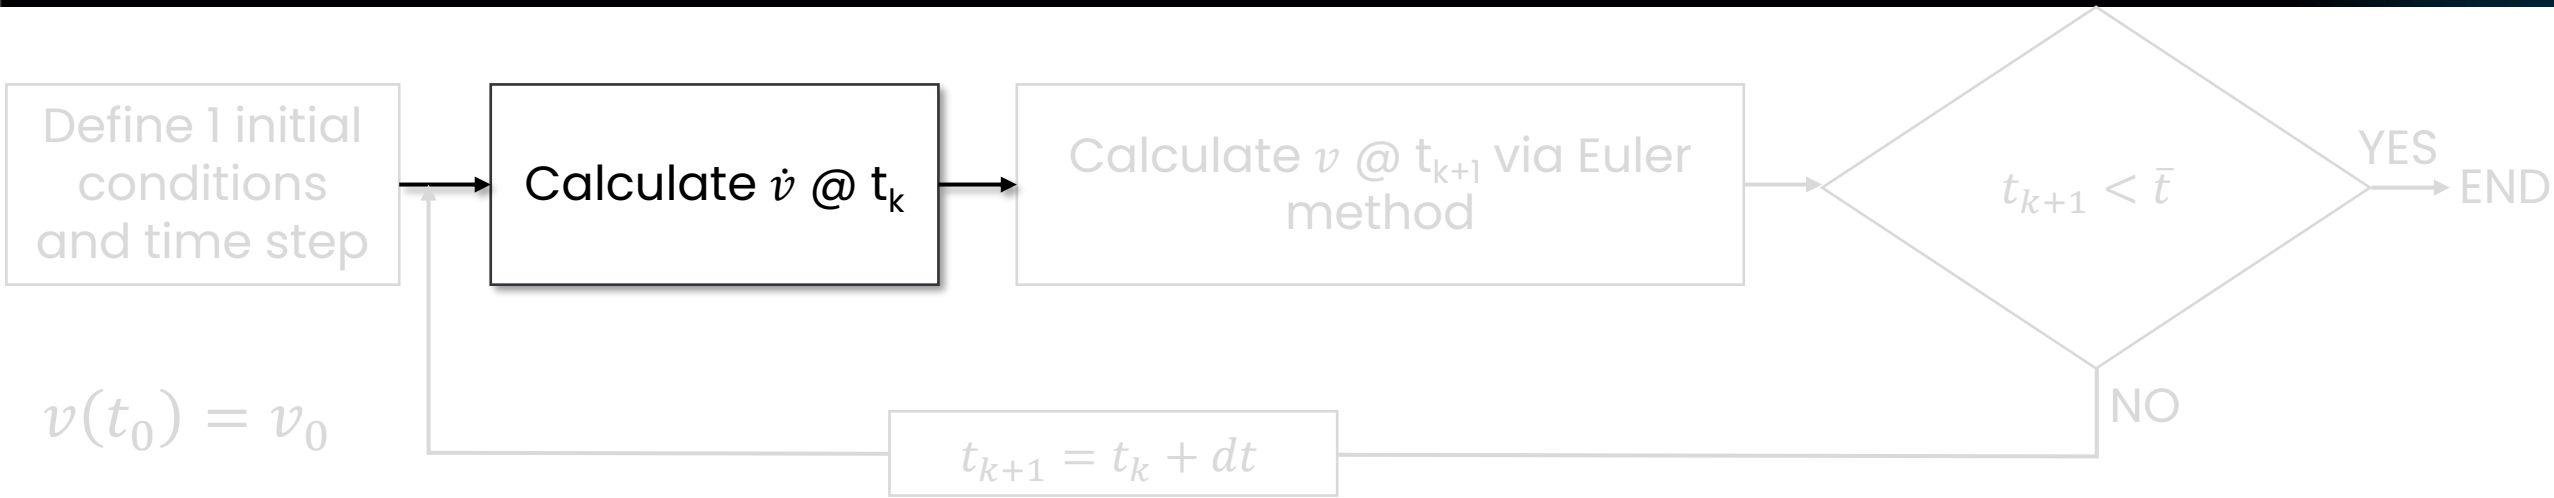 Define 1 initial
conditions
and time step
Calculate v̇ @ tₖ
Calculate v @ tₖ₊₁ via Euler
method
tₖ₊₁ < t̄
YES
END
NO
v(t₀) = v₀
tₖ₊₁ = tₖ + dt